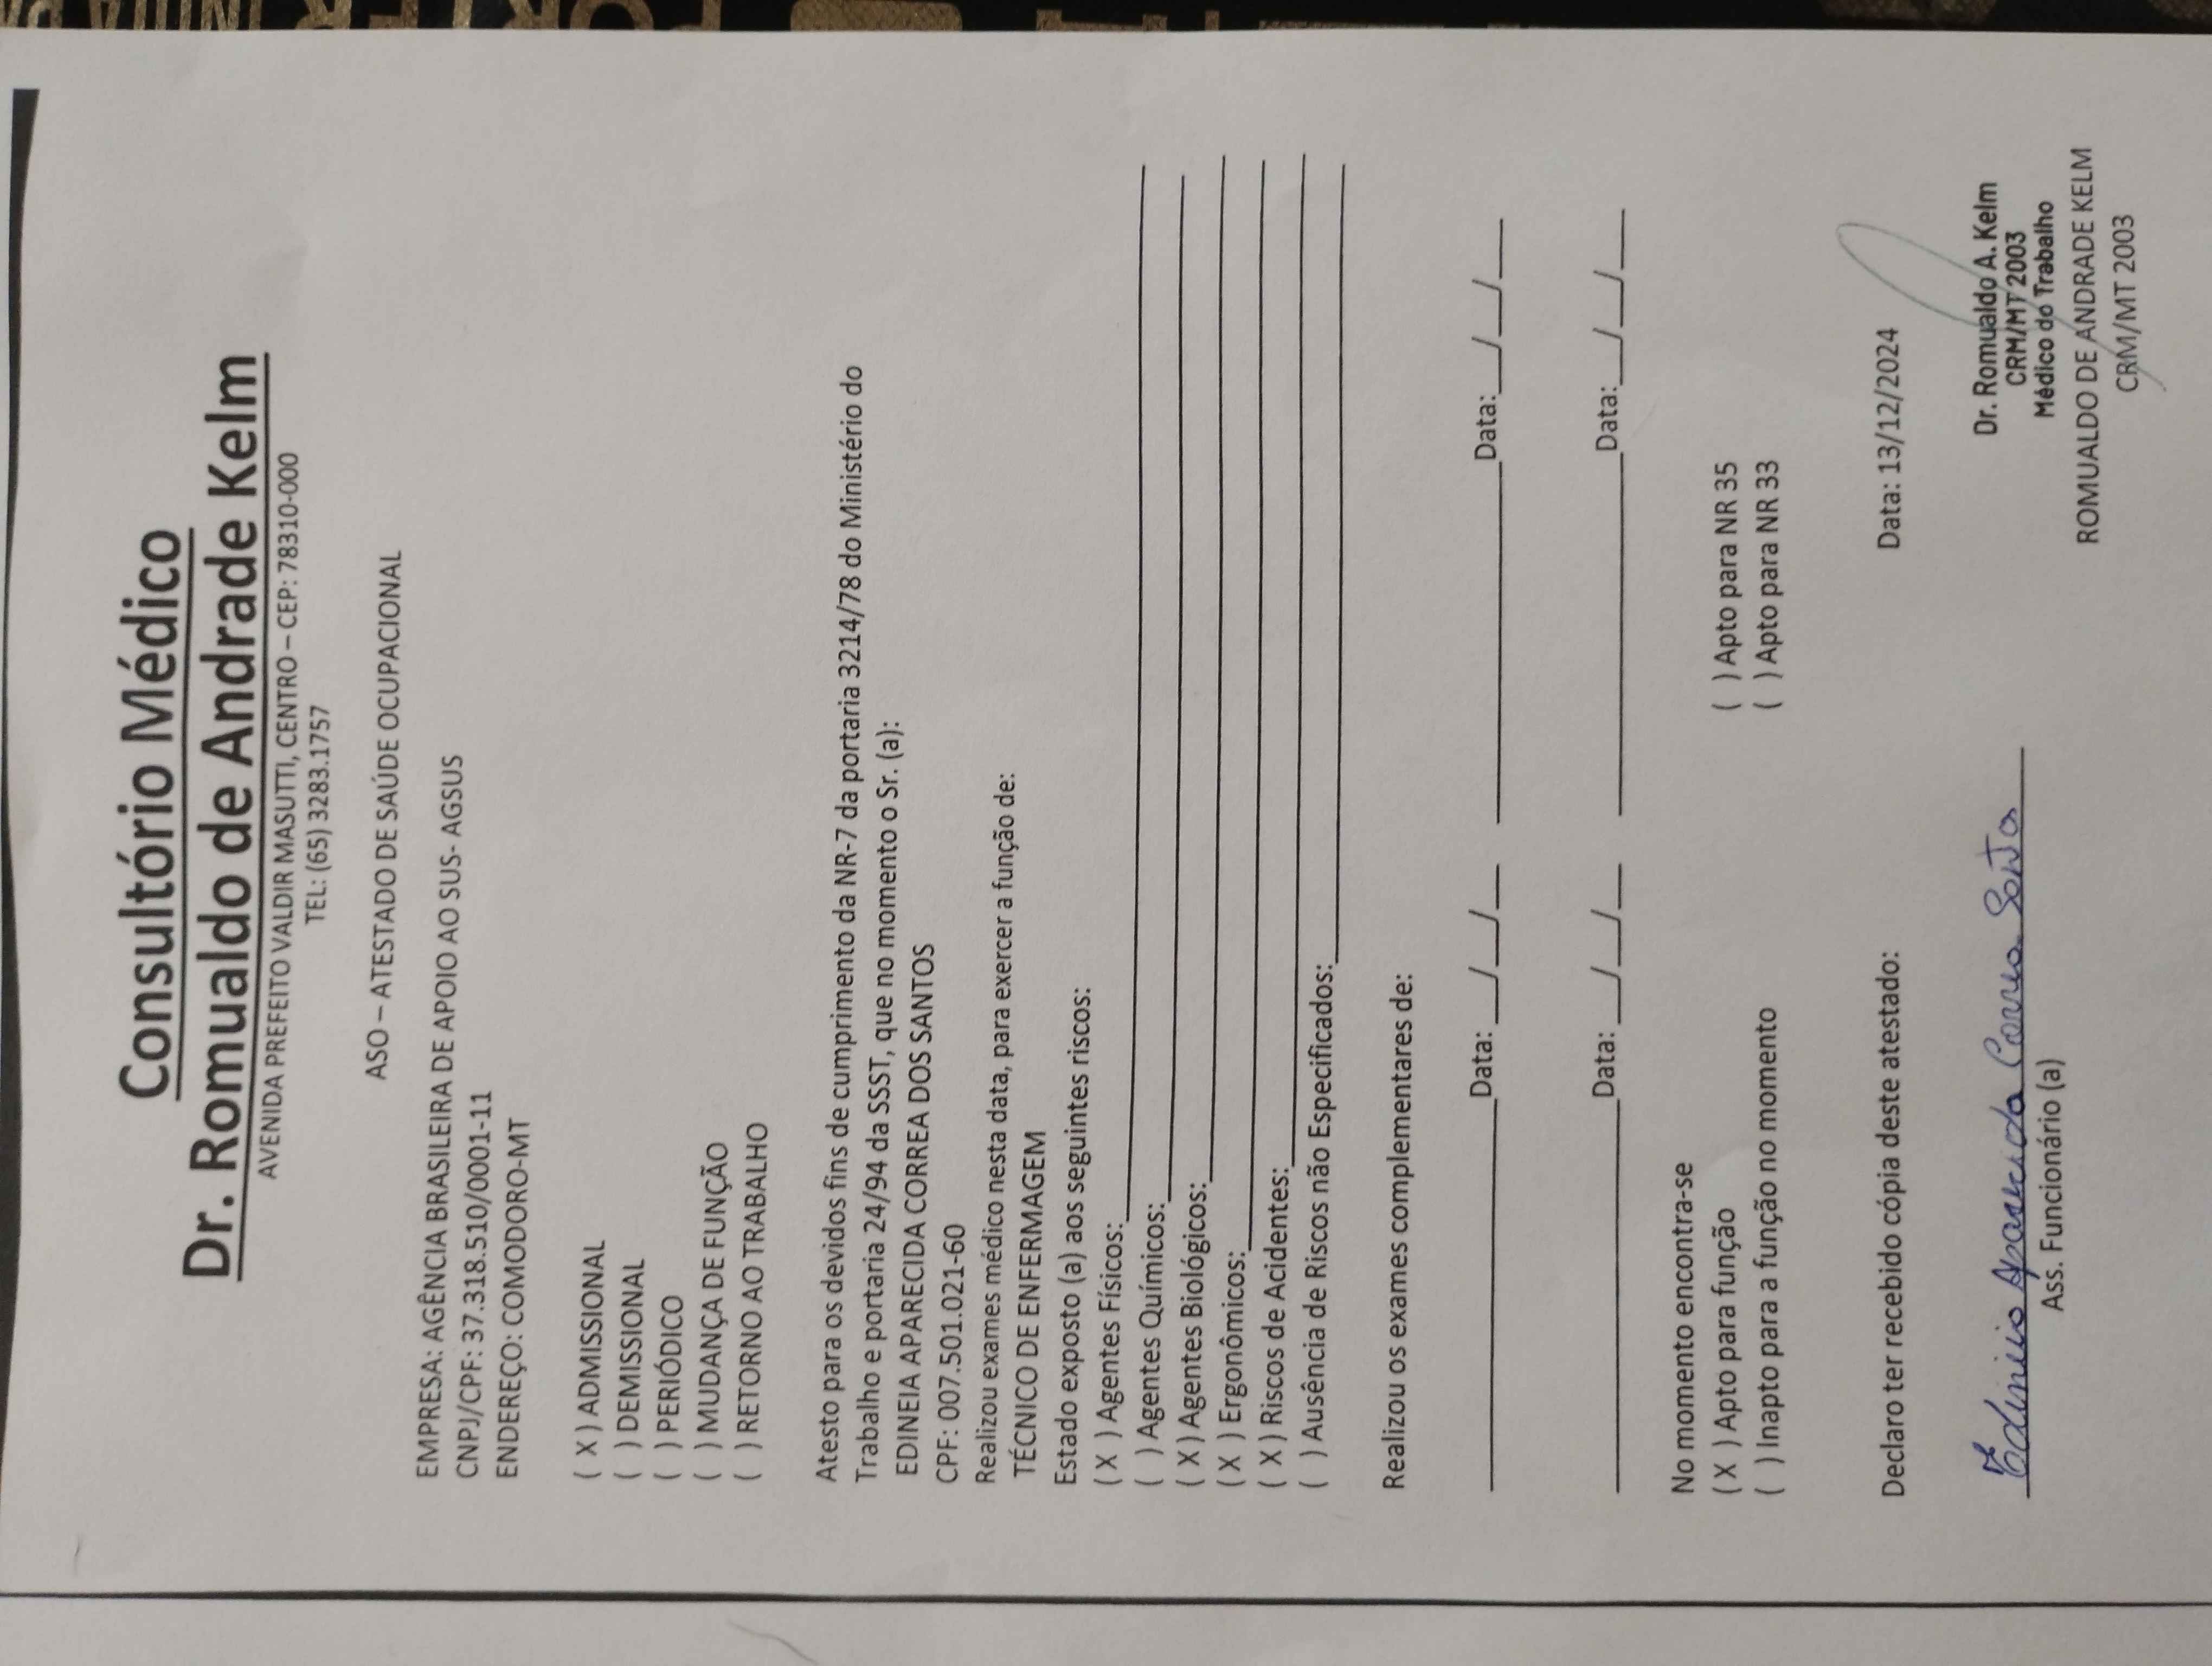 Consultório Médico
Dr. Romualdo de Andrade Kelm
AVENIDA PREFEITO VALDIR MASUTTI, CENTRO – CEP: 78310-000
TEL: (65) 3283.1757
ASO – ATESTADO DE SAÚDE OCUPACIONAL
EMPRESA: AGÊNCIA BRASILEIRA DE APOIO AO SUS- AGSUS
CNPJ/CPF: 37.318.510/0001-11
ENDEREÇO: COMODORO-MT
( X ) ADMISSIONAL
( ) DEMISSIONAL
( ) PERIÓDICO
( ) MUDANÇA DE FUNÇÃO
( ) RETORNO AO TRABALHO
Atesto para os devidos fins de cumprimento da NR-7 da portaria 3214/78 do Ministério do
Trabalho e portaria 24/94 da SSST, que no momento o Sr. (a):
EDINEIA APARECIDA CORREA DOS SANTOS
CPF: 007.501.021-60
Realizou exames médico nesta data, para exercer a função de:
TÉCNICO DE ENFERMAGEM
Estado exposto (a) aos seguintes riscos:
( X ) Agentes Físicos:
( ) Agentes Químicos:
( X ) Agentes Biológicos:
( X ) Ergonômicos:
( X ) Riscos de Acidentes:
( ) Ausência de Riscos não Especificados:
Realizou os exames complementares de:
Data: __/__/__ Data:__/__/__
Data: __/__/__ Data:__/__/__
No momento encontra-se
( X ) Apto para função ( ) Apto para NR 35
( ) Inapto para a função no momento ( ) Apto para NR 33
Declaro ter recebido cópia deste atestado: Data: 13/12/2024
Edineia Aparecida Correa Santos
Ass. Funcionário (a)
Dr. Romualdo A. Kelm
CRM/MT 2003
Médico do Trabalho
ROMUALDO DE ANDRADE KELM
CRM/MT 2003